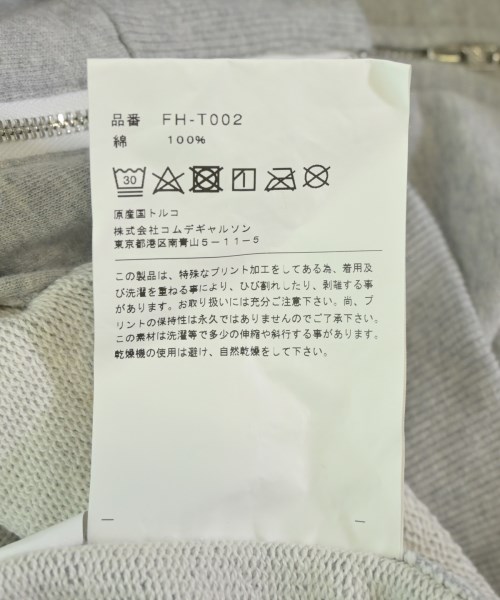 品番 FH-T002
綿 100%
30
原産国トルコ
株式会社コムデギャルソン
東京都港区南青山5-11-5
この製品は、特殊なプリント加工をしてある為、着用及
び洗濯を重ねる事により、ひび割れしたり、剥離する事
があります。お取り扱いには充分ご注意下さい。尚、プ
リントの保持性は永久ではありませんのでご了承下さい。
この素材は洗濯等で多少の伸縮や斜行する事があります。
乾燥機の使用は避け、自然乾燥をして下さい。